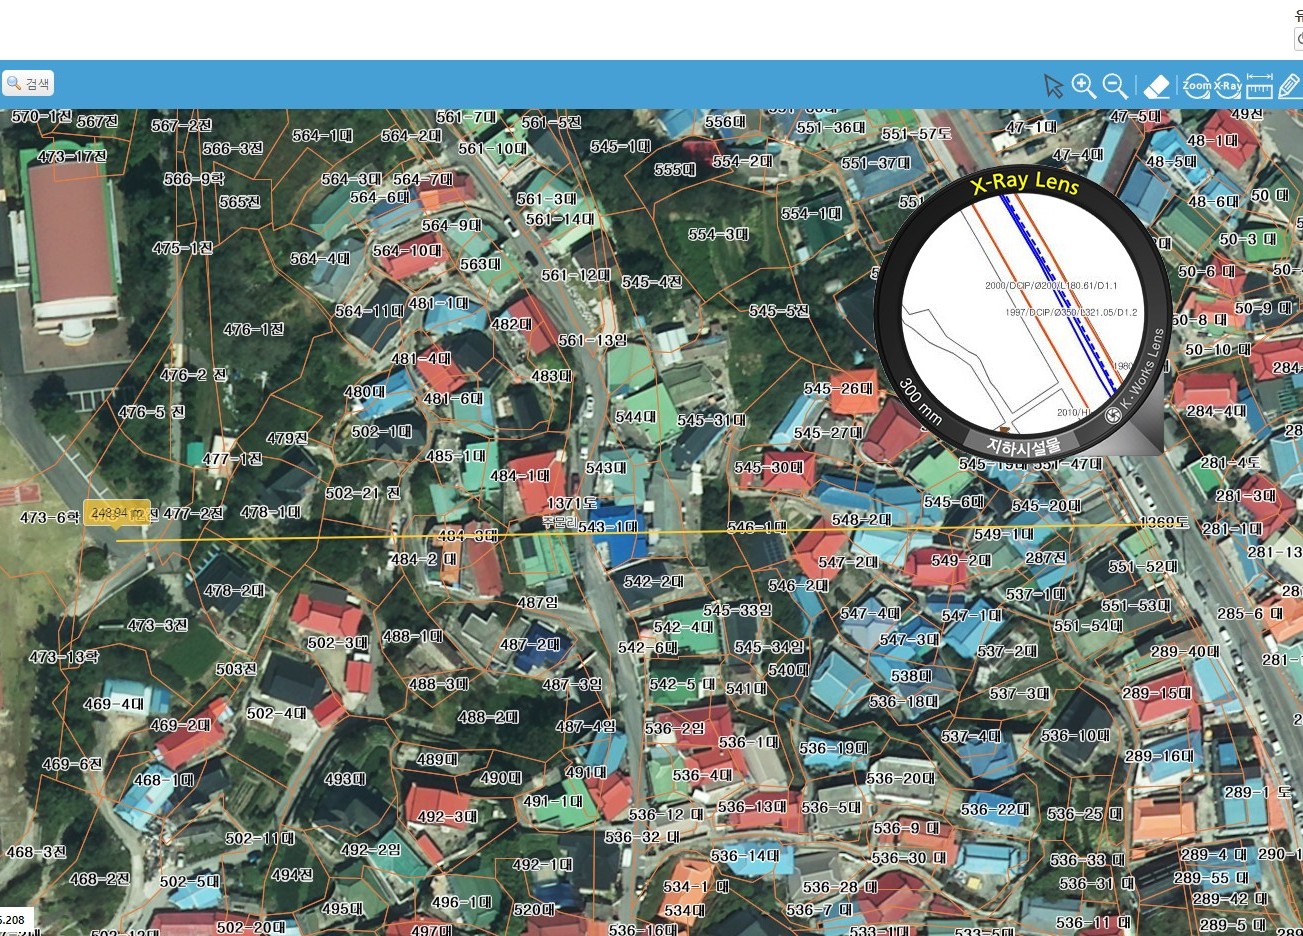 유
검색
Zoom
X-Ray
570-1전
567전
567-2전
561-7대
561-5전
556대
551-36대
551-57도
47-1대
47-5대
49전
564-1대
564-2대
48-1대
473-17전
566-3전
561-10대
545-1대
554-2대
551-37대
47-4대
48-5대
555대
566-9학
564-3대
564-7대
X-Ray Lens
565전
564-6대
561-3대
50 대
48-6대
561-14대
554-1대
564-9대
554-3대
50-3 대
475-1전
564-10대
564-4대
563대
50-6 대
561-12대
545-4전
2000/DCIP/Ø200/L180.61/D1.1
481-1대
564-11대
545-5전
1997/DCIP/Ø350/L321.05/D1.2
50-9 대
50-8 대
476-1전
482대
561-13임
K-Works Lens
50-10 대
481-4대
1980
476-2 전
483대
480대
545-26대
300 mm
481-6대
476-5 전
544대
545-31대
2010/HI
284-4대
502-1대
545-27대
479전
지하시설물
485-1대
477-1전
543대
545-30대
551-47대
281-4도
484-1대
502-21 전
281-3대
1371도
545-6대
545-20대
248.94 m
473-6학
477-2전
478-1대
주문리
543-1대
546-1대
548-2대
1369도
281-1대
484-3대
549-1대
484-2 대
547-2대
549-2대
287전
281-13
551-52대
542-2대
546-2대
478-2대
537-1대
487임
545-33임
551-53대
547-4대
547-1대
285-6 대
473-3전
542-4대
551-54대
488-1대
502-3대
487-2대
542-6대
545-34임
547-3대
537-2대
289-40대
473-13학
503전
540대
538대
488-3대
487-3임
542-5 대
541대
537-3대
289-15대
469-4대
536-18대
502-4대
488-2대
469-2대
487-4임
536-2임
537-4대
536-10대
536-1대
536-19대
489대
289-16대
469-6전
491대
468-1대
493대
490대
536-4대
536-20대
289-1 도
491-1대
536-13대
536-5대
536-22대
492-3대
536-12 대
536-25 대
536-9 대
502-11대
536-32 대
468-3전
492-2임
536-14대
536-30 대
536-33 대
289-4 대
492-1대
494전
468-2전
502-5대
534-1 대
536-28 대
536-31 대
289-55 대
496-1대
289-42 대
495대
520대
534대
536-7 대
5.208
502-20대
536-11 대
289-5 대
497대
536-16대
533-1대
533-5대